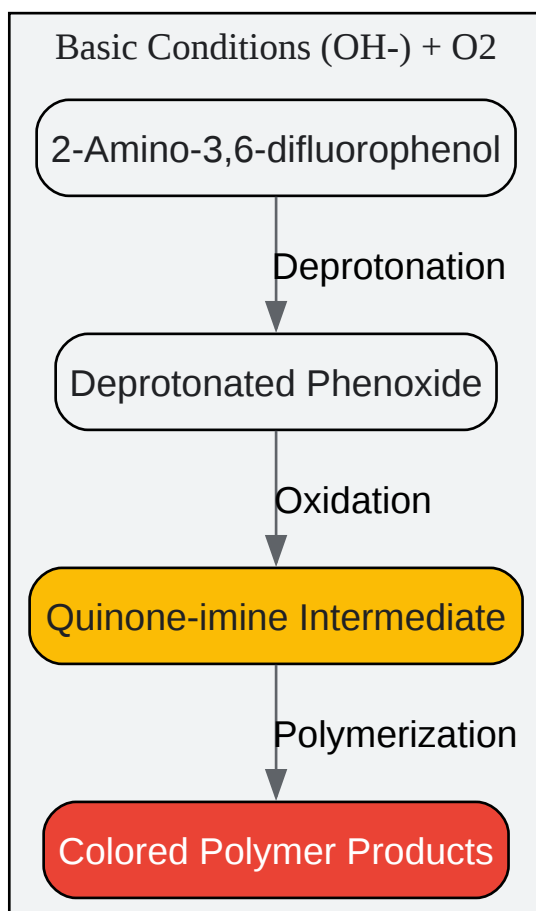 Basic Conditions (OH-) + O2
2-Amino-3,6-difluorophenol
Deprotonation
Deprotonated Phenoxide
Oxidation
Quinone-imine Intermediate
Polymerization
Colored Polymer Products